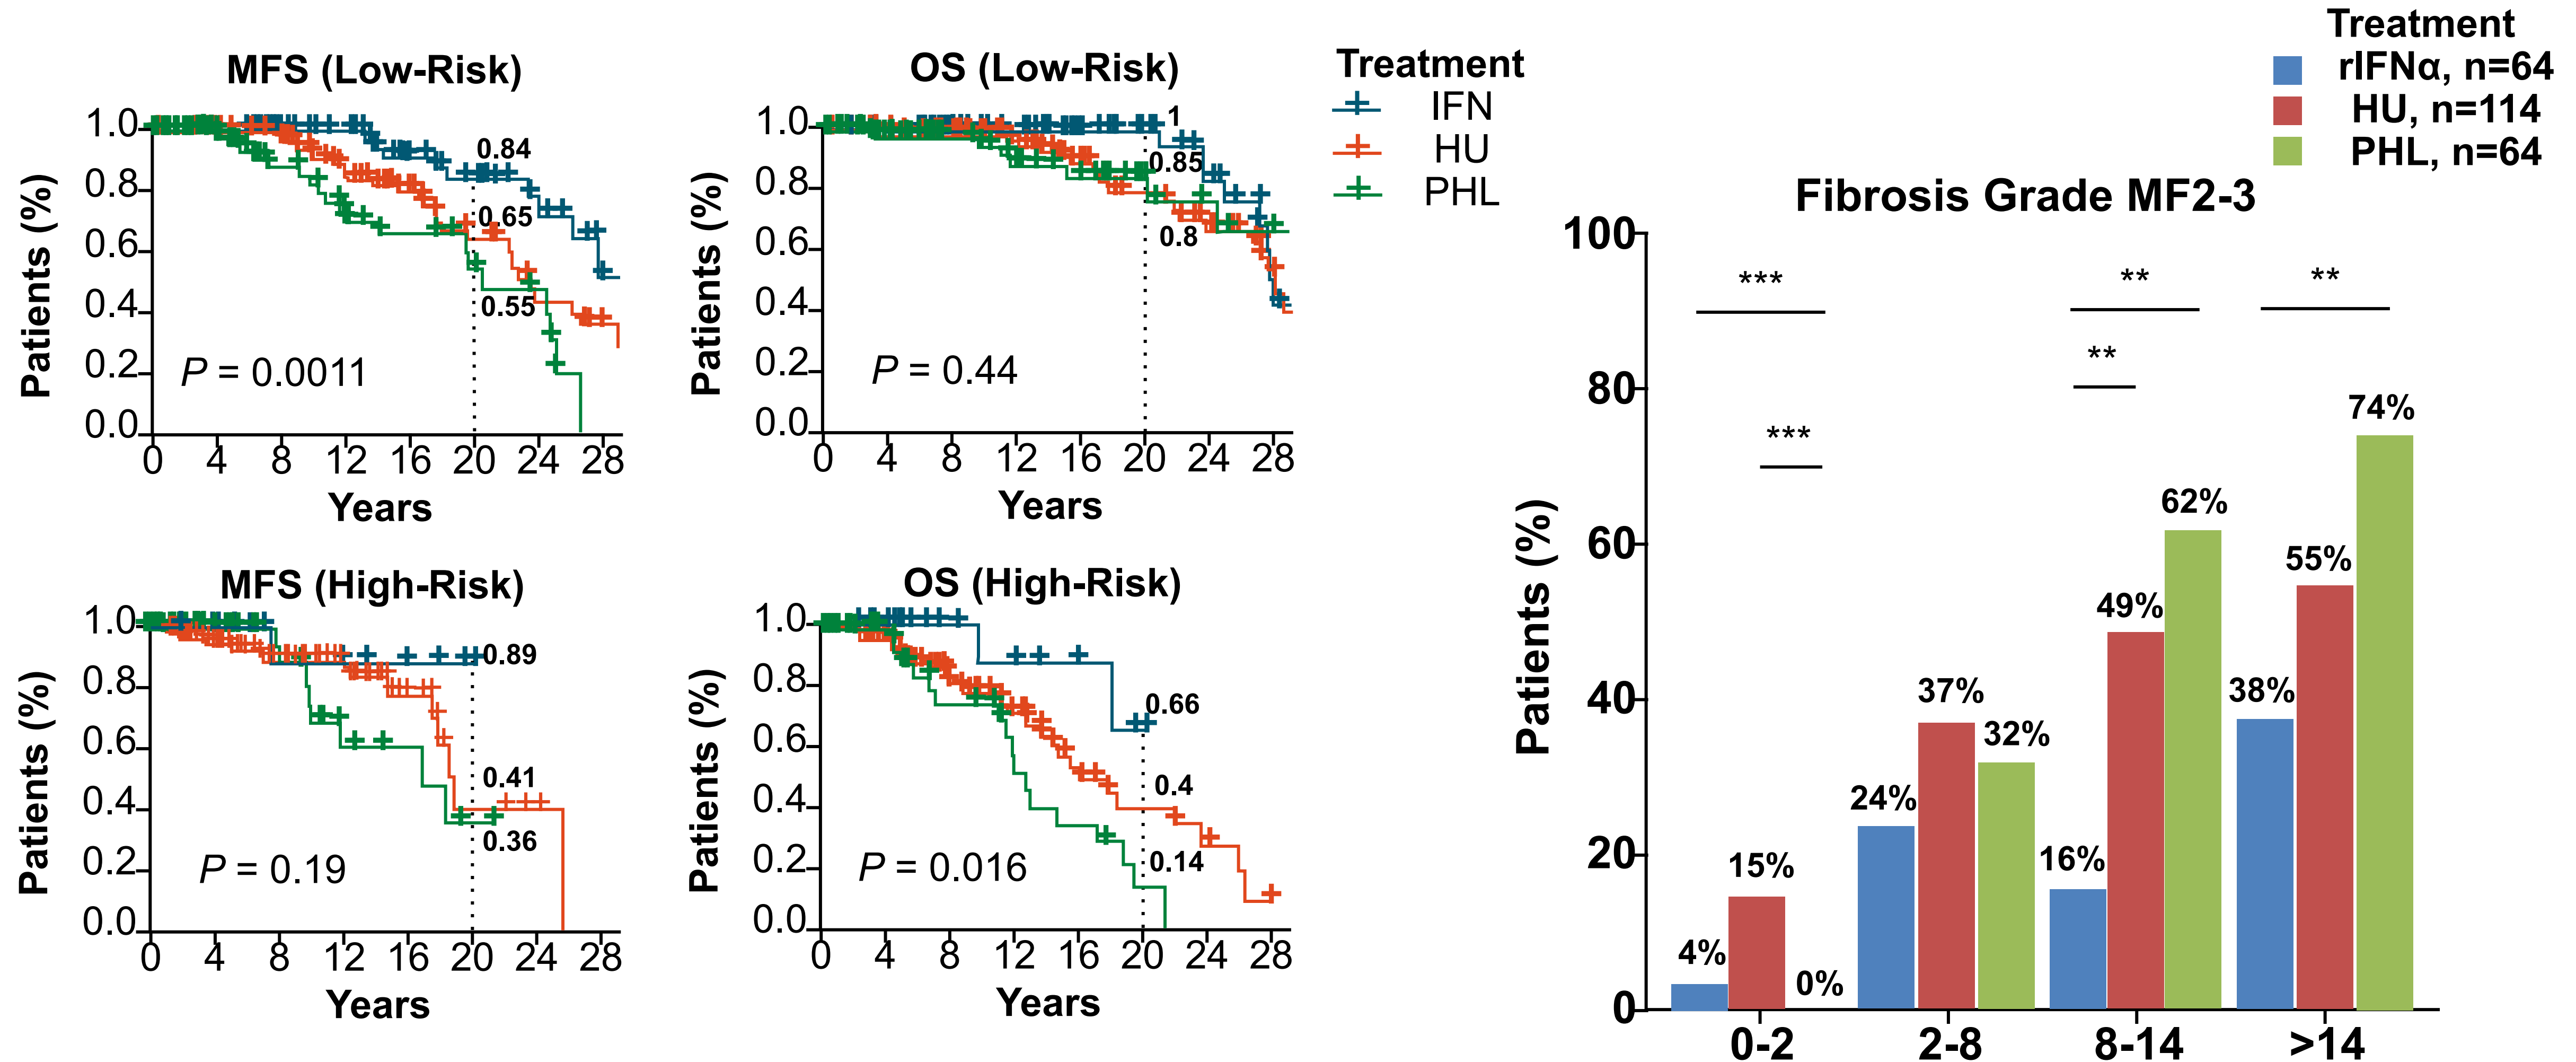 MFS (Low-Risk)
Patients (%)
1.0
0.8
0.6
0.4
0.2
0.0
0.84
0.65
0.55
P = 0.0011
0 4 8 12 16 20 24 28
Years
OS (Low-Risk)
Patients (%)
1.0
0.8
0.6
0.4
0.2
0.0
1
0.85
0.8
P = 0.44
0 4 8 12 16 20 24 28
Years
Treatment
IFN
HU
PHL
MFS (High-Risk)
Patients (%)
1.0
0.8
0.6
0.4
0.2
0.0
0.89
0.41
0.36
P = 0.19
0 4 8 12 16 20 24 28
Years
OS (High-Risk)
Patients (%)
1.0
0.8
0.6
0.4
0.2
0.0
0.66
0.4
0.14
P = 0.016
0 4 8 12 16 20 24 28
Years
Treatment
rIFNα, n=64
HU, n=114
PHL, n=64
Fibrosis Grade MF2-3
Patients (%)
100
80
60
40
20
0
*** ** **
**
***
4% 15% 0%
24% 37% 32%
16% 49% 62%
38% 55% 74%
0-2 2-8 8-14 >14